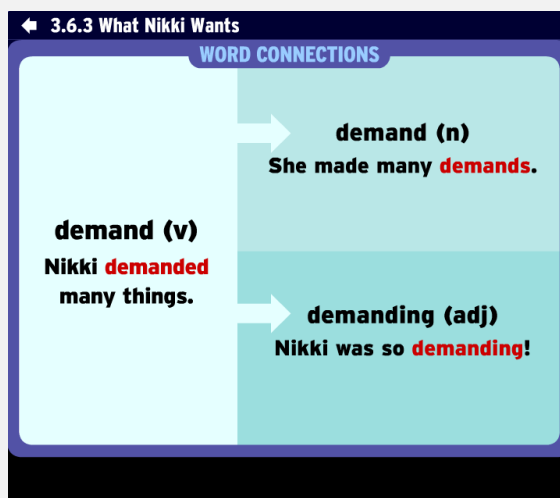 3.6.3 What Nikki Wants
WORD CONNECTIONS
demand (v)
Nikki demanded
many things.
demand (n)
She made many demands.
demanding (adj)
Nikki was so demanding!